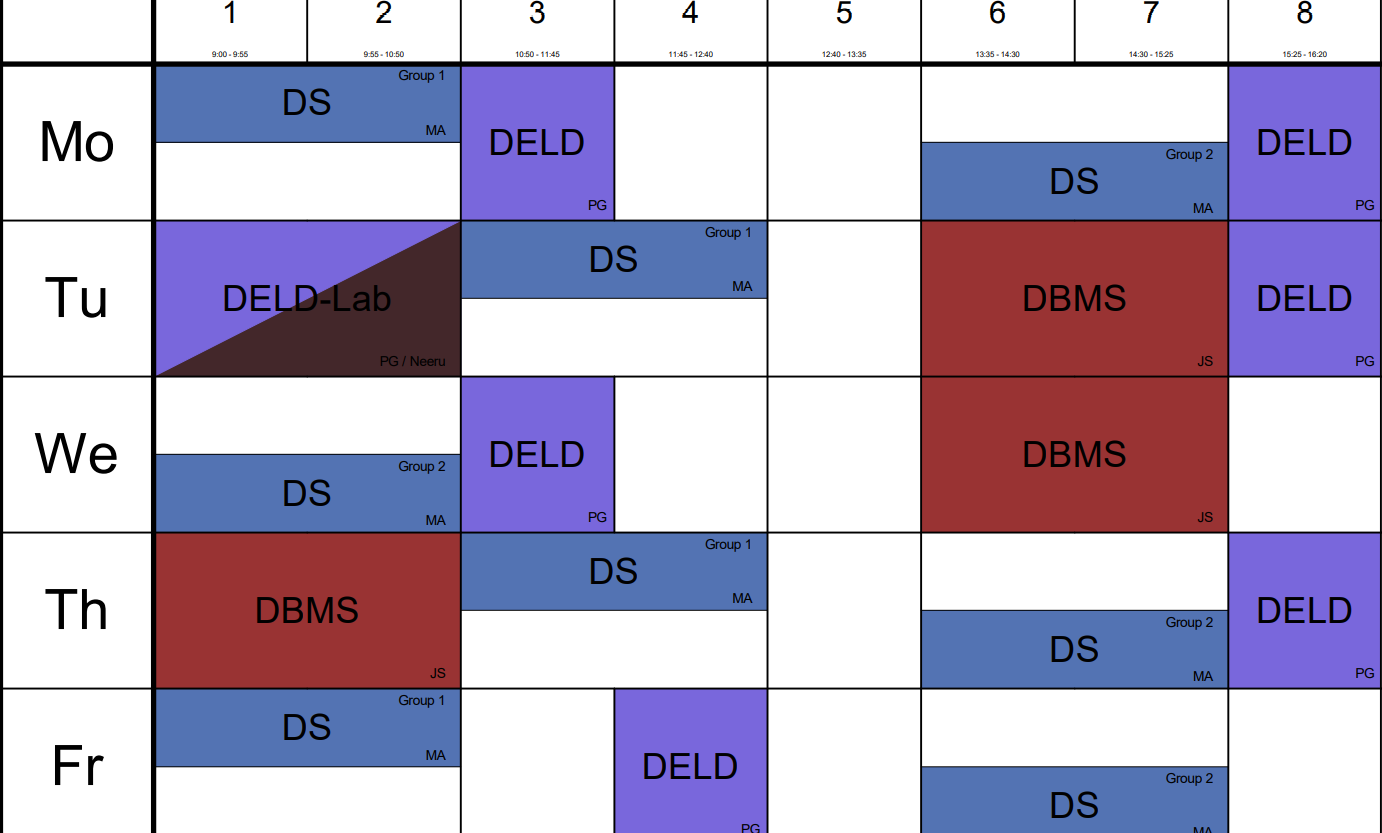 1 2 3 4 5 6 7 8
9:00 - 9:55 9:55 - 10:50 10:50 - 11:45 11:45 - 12:40 12:40 - 13:35 13:35 - 14:30 14:30 - 15:25 15:25 - 16:20
Mo
Group 1
DS
MA
DELD
PG
Group 2
DS
MA
DELD
PG
Tu
DELD-Lab
PG / Neeru
Group 1
DS
MA
DBMS
JS
DELD
PG
We
Group 2
DS
MA
DELD
PG
DBMS
JS
Th
DBMS
JS
Group 1
DS
MA
Group 2
DS
MA
DELD
PG
Fr
Group 1
DS
MA
DELD
PG
Group 2
DS
MA